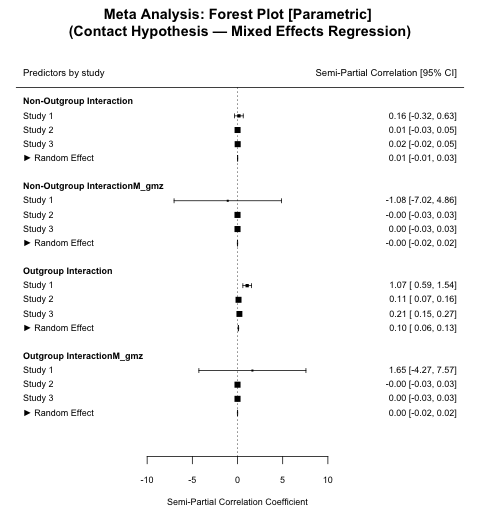 Meta Analysis: Forest Plot [Parametric]
(Contact Hypothesis — Mixed Effects Regression)
Predictors by study Semi-Partial Correlation [95% CI]
Non-Outgroup Interaction
Study 1 0.16 [-0.32, 0.63]
Study 2 0.01 [-0.03, 0.05]
Study 3 0.02 [-0.02, 0.05]
► Random Effect 0.01 [-0.01, 0.03]
Non-Outgroup InteractionM_gmz
Study 1 -1.08 [-7.02, 4.86]
Study 2 -0.00 [-0.03, 0.03]
Study 3 0.00 [-0.03, 0.03]
► Random Effect -0.00 [-0.02, 0.02]
Outgroup Interaction
Study 1 1.07 [ 0.59, 1.54]
Study 2 0.11 [ 0.07, 0.16]
Study 3 0.21 [ 0.15, 0.27]
► Random Effect 0.10 [ 0.06, 0.13]
Outgroup InteractionM_gmz
Study 1 1.65 [-4.27, 7.57]
Study 2 -0.00 [-0.03, 0.03]
Study 3 0.00 [-0.03, 0.03]
► Random Effect 0.00 [-0.02, 0.02]
-10 -5 0 5 10
Semi-Partial Correlation Coefficient